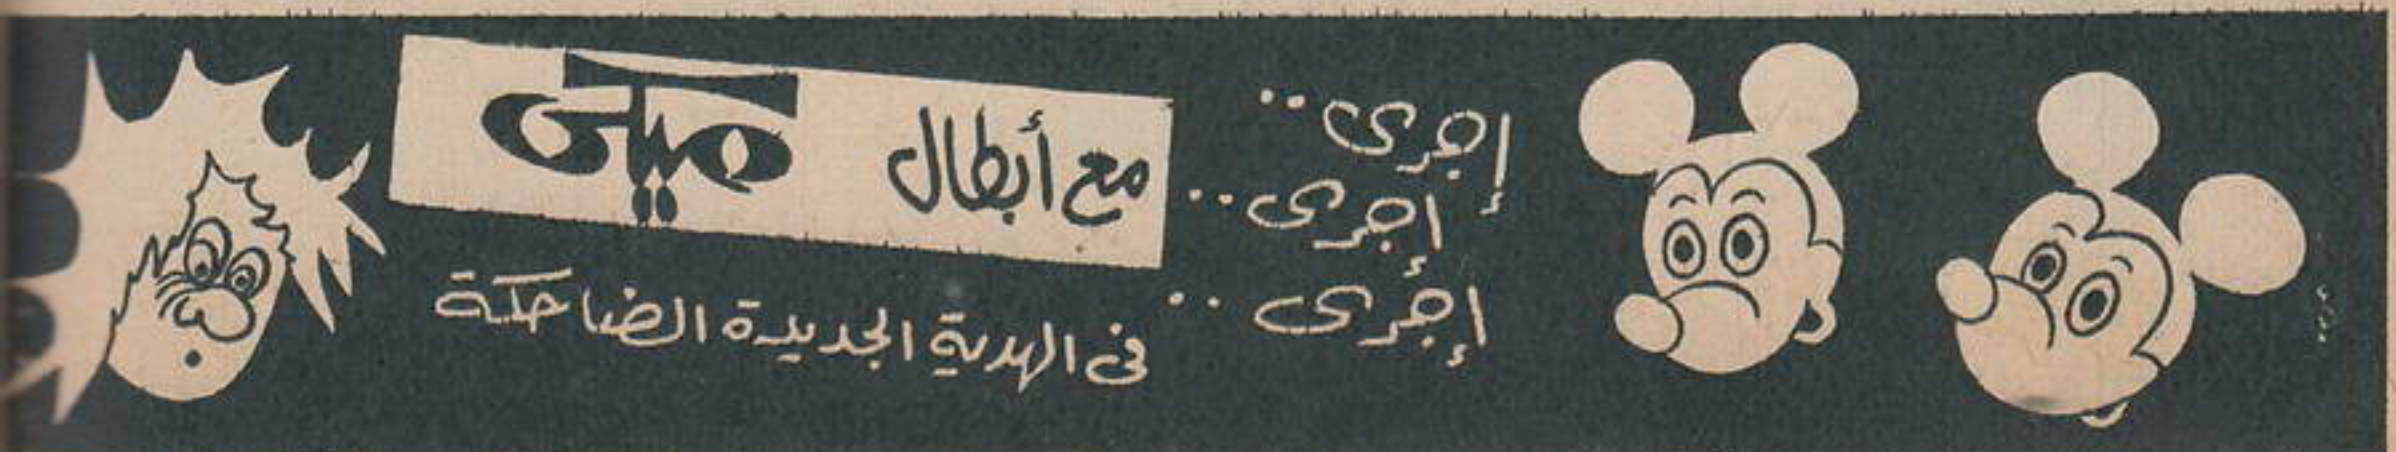 إجرى ..
إجرى ..
إجرى ..
مع أبطال ميكى
فى الهدية الجديدة الضاحكة